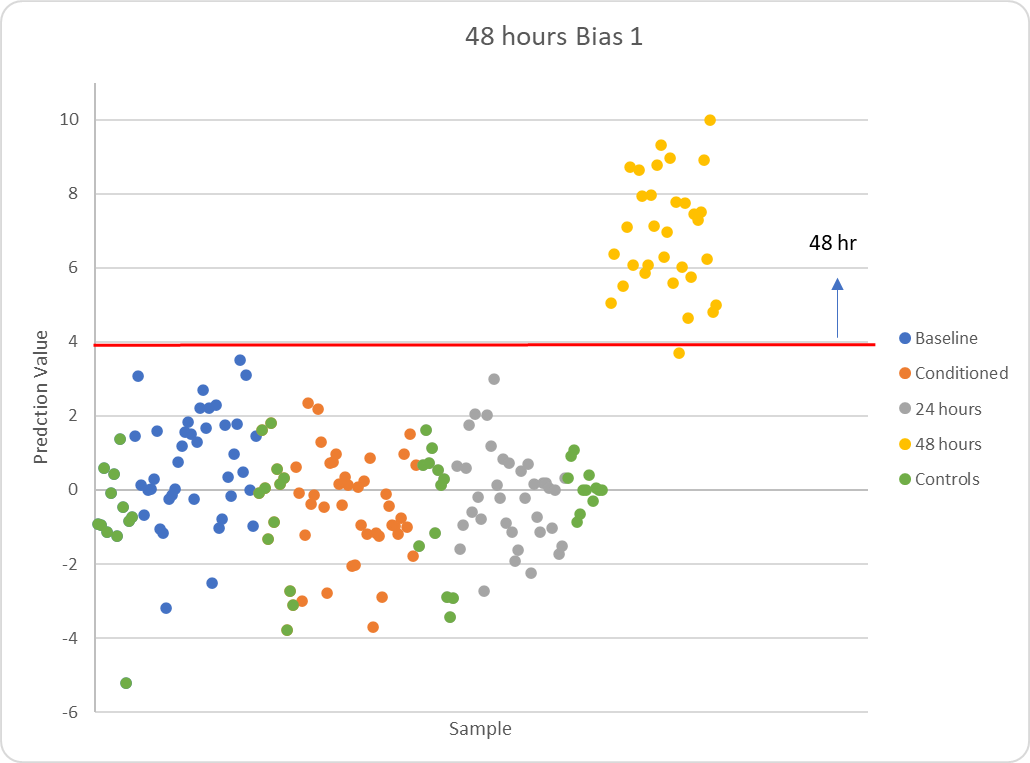 48 hours Bias 1
10
8
6
4
2
0
-2
-4
-6
Predction Value
Sample
48 hr
Baseline
Conditioned
24 hours
48 hours
Controls